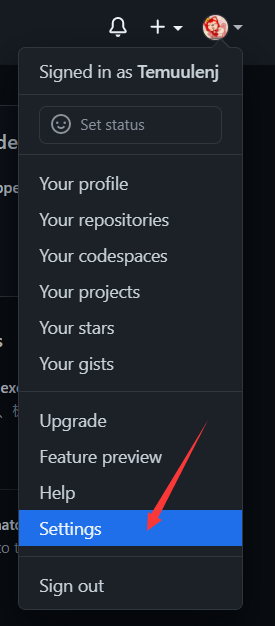 Signed in as Temuulenj
Set status
Your profile
Your repositories
Your codespaces
Your projects
Your stars
Your gists
Upgrade
Feature preview
Help
Settings
Sign out